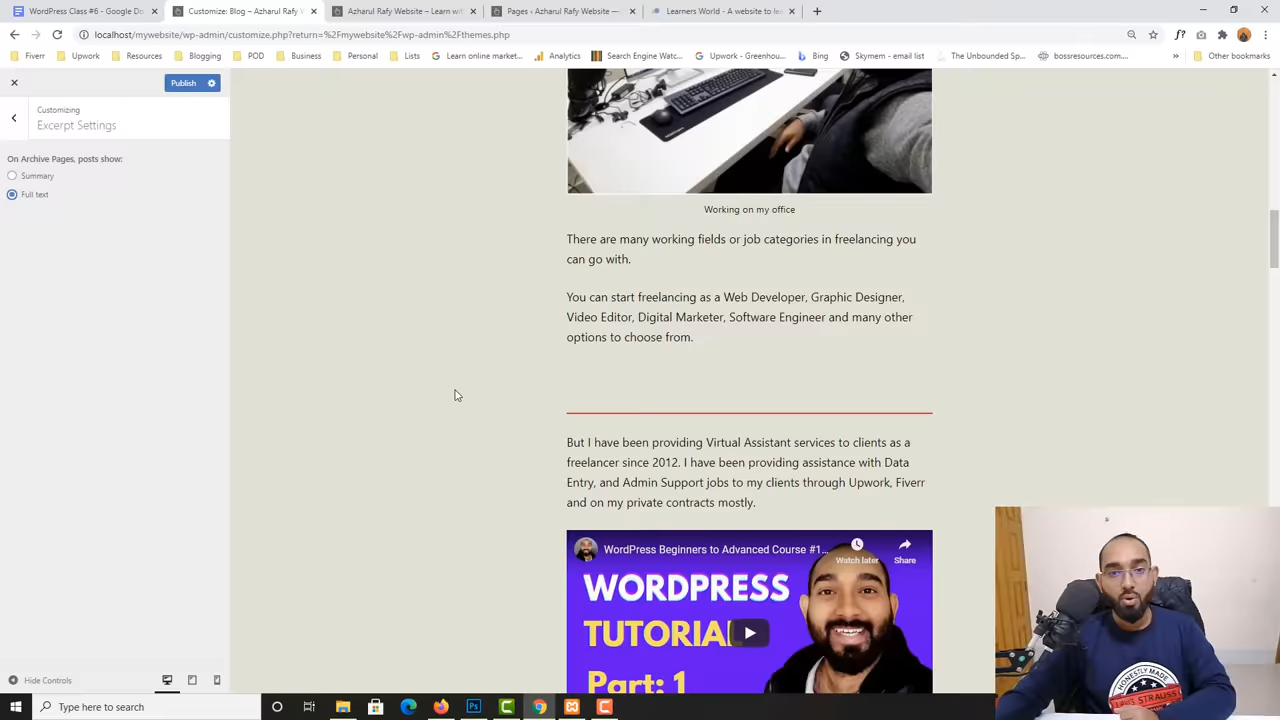 WordPress Class #6 - Google Do
Customize: Blog – Azharul Rafy W
Azharul Rafy Website – Learn wit
Pages ‹ Azharul Rafy Website —
Learners World - A website to le
localhost/mywebsite/wp-admin/customize.php?return=%2Fmywebsite%2Fwp-admin%2Fthemes.php
Fiverr
Upwork
Resources
Blogging
POD
Business
Personal
Lists
Learn online market...
Analytics
Search Engine Watc...
Upwork - Greenhou...
Bing
Skymem - email list
The Unbounded Sp...
bossresources.com...
»
Other bookmarks
Publish
Customizing
Excerpt Settings
On Archive Pages, posts show:
Summary
Full text
Working on my office
There are many working fields or job categories in freelancing you
can go with.
You can start freelancing as a Web Developer, Graphic Designer,
Video Editor, Digital Marketer, Software Engineer and many other
options to choose from.
But I have been providing Virtual Assistant services to clients as a
freelancer since 2012. I have been providing assistance with Data
Entry, and Admin Support jobs to my clients through Upwork, Fiverr
and on my private contracts mostly.
WordPress Beginners to Advanced Course #1...
Watch later
Share
WORDPRESS
TUTORIA
Part: 1
HONESTLY MADE
LEVI STRAUSS
Hide Controls
Type here to search